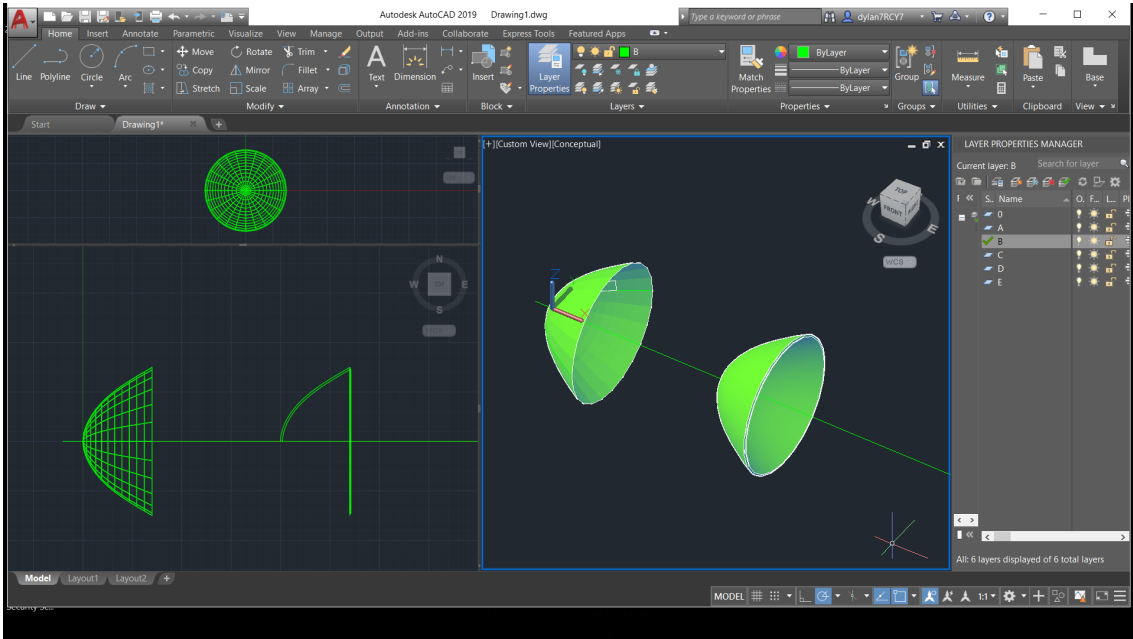 Autodesk AutoCAD 2019 Drawing1.dwg
Type a keyword or phrase
dylan7RCY7
Home Insert Annotate Parametric Visualize View Manage Output Add-ins Collaborate Express Tools Featured Apps
Line Polyline Circle Arc
Move Rotate Trim
Copy Mirror Fillet
Stretch Scale Array
Text Dimension
Insert
Layer Properties
B
Match Properties
ByLayer
ByLayer
ByLayer
Group
Measure
Paste
Base
Draw Modify Annotation Block Layers Properties Groups Utilities Clipboard View
Start Drawing1* +
[+][Custom View][Conceptual]
TOP
FRONT
W
S
E
WCS
N
W TOP E
S
Z
LAYER PROPERTIES MANAGER
Current layer: B Search for layer
S.. Name O. F... L... Pl
0
A
B
C
D
E
All: 6 layers displayed of 6 total layers
Model Layout1 Layout2 +
MODEL 1:1